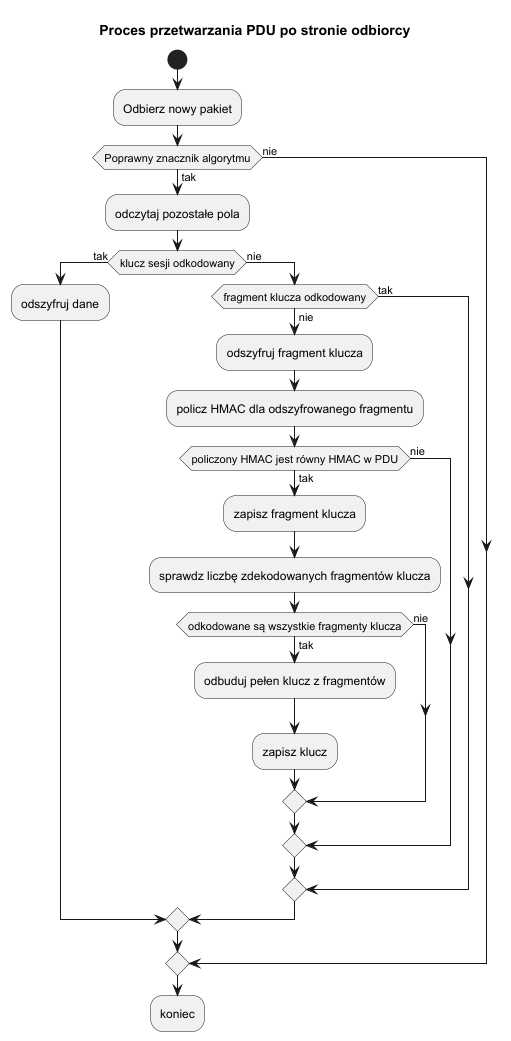 Proces przetwarzania PDU po stronie odbiorcy
Odbierz nowy pakiet
Poprawny znacznik algorytmu
nie
tak
odczytaj pozostałe pola
tak
klucz sesji odkodowany
nie
odszyfruj dane
fragment klucza odkodowany
tak
nie
odszyfruj fragment klucza
policz HMAC dla odszyfrowanego fragmentu
policzony HMAC jest równy HMAC w PDU
nie
tak
zapisz fragment klucza
sprawdz liczbę zdekodowanych fragmentów klucza
odkodowane są wszystkie fragmenty klucza
nie
tak
odbuduj pełen klucz z fragmentów
zapisz klucz
koniec